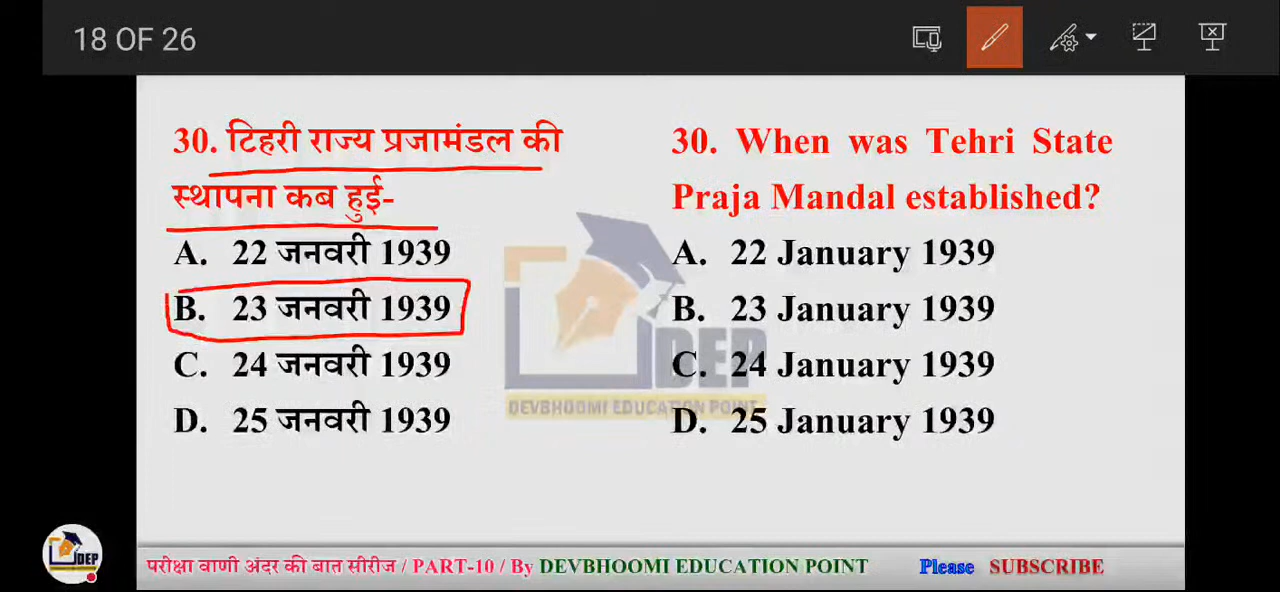 18 OF 26
30. टिहरी राज्य प्रजामंडल की
स्थापना कब हुई-
A. 22 जनवरी 1939
B. 23 जनवरी 1939
C. 24 जनवरी 1939
D. 25 जनवरी 1939
30. When was Tehri State
Praja Mandal established?
A. 22 January 1939
B. 23 January 1939
C. 24 January 1939
D. 25 January 1939
DEP
DEVBHOOMI EDUCATION POINT
DEP
परीक्षा वाणी अंदर की बात सीरीज / PART-10 / By DEVBHOOMI EDUCATION POINT Please SUBSCRIBE